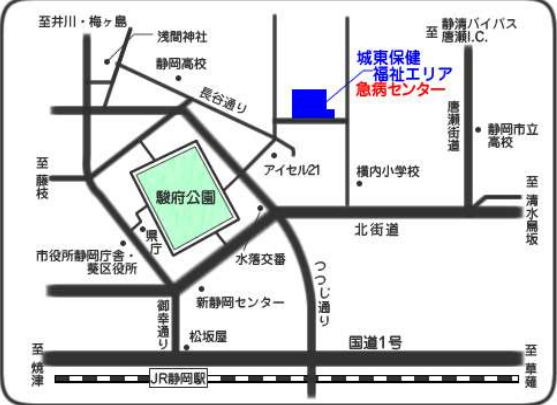 至井川・梅ヶ島
浅間神社
静岡高校
長谷通り
至 静清バイパス
唐瀬I.C.
城東保健
福祉エリア
急病センター
唐瀬街道
静岡市立
高校
至 藤枝
アイセル21
横内小学校
至 清水鳥坂
駿府公園
県庁
北街道
市役所静岡庁舎・
葵区役所
水落交番
つつじ通り
新静岡センター
御幸通り
松坂屋
国道1号
至 焼津
JR静岡駅
至 草薙